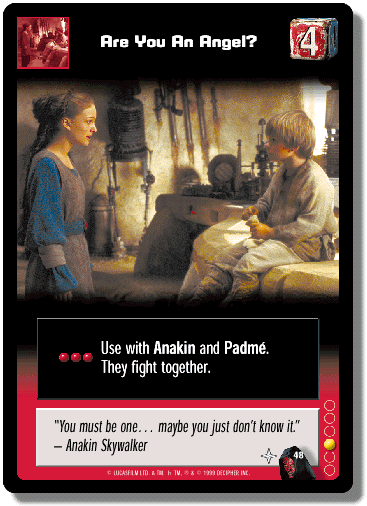 Are You An Angel?
4
Use with Anakin and Padmé.
They fight together.
"You must be one… maybe you just don't know it."
– Anakin Skywalker
48
© LUCASFILM LTD. & TM. ® TM, ® & © 1999 DECIPHER INC.